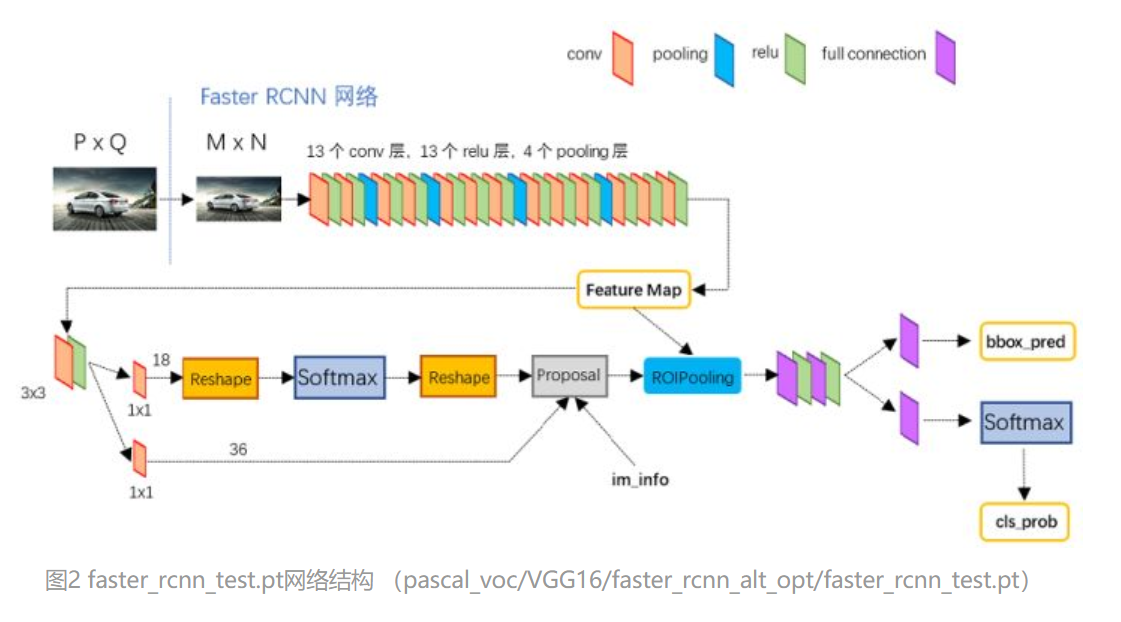 conv
pooling
relu
full connection
Faster RCNN 网络
P x Q
M x N
13 个 conv 层，13 个 relu 层，4 个 pooling 层
Feature Map
3x3
18
1x1
Reshape
Softmax
Reshape
Proposal
ROIPooling
bbox_pred
Softmax
cls_prob
36
1x1
im_info
图2 faster_rcnn_test.pt网络结构 （pascal_voc/VGG16/faster_rcnn_alt_opt/faster_rcnn_test.pt）